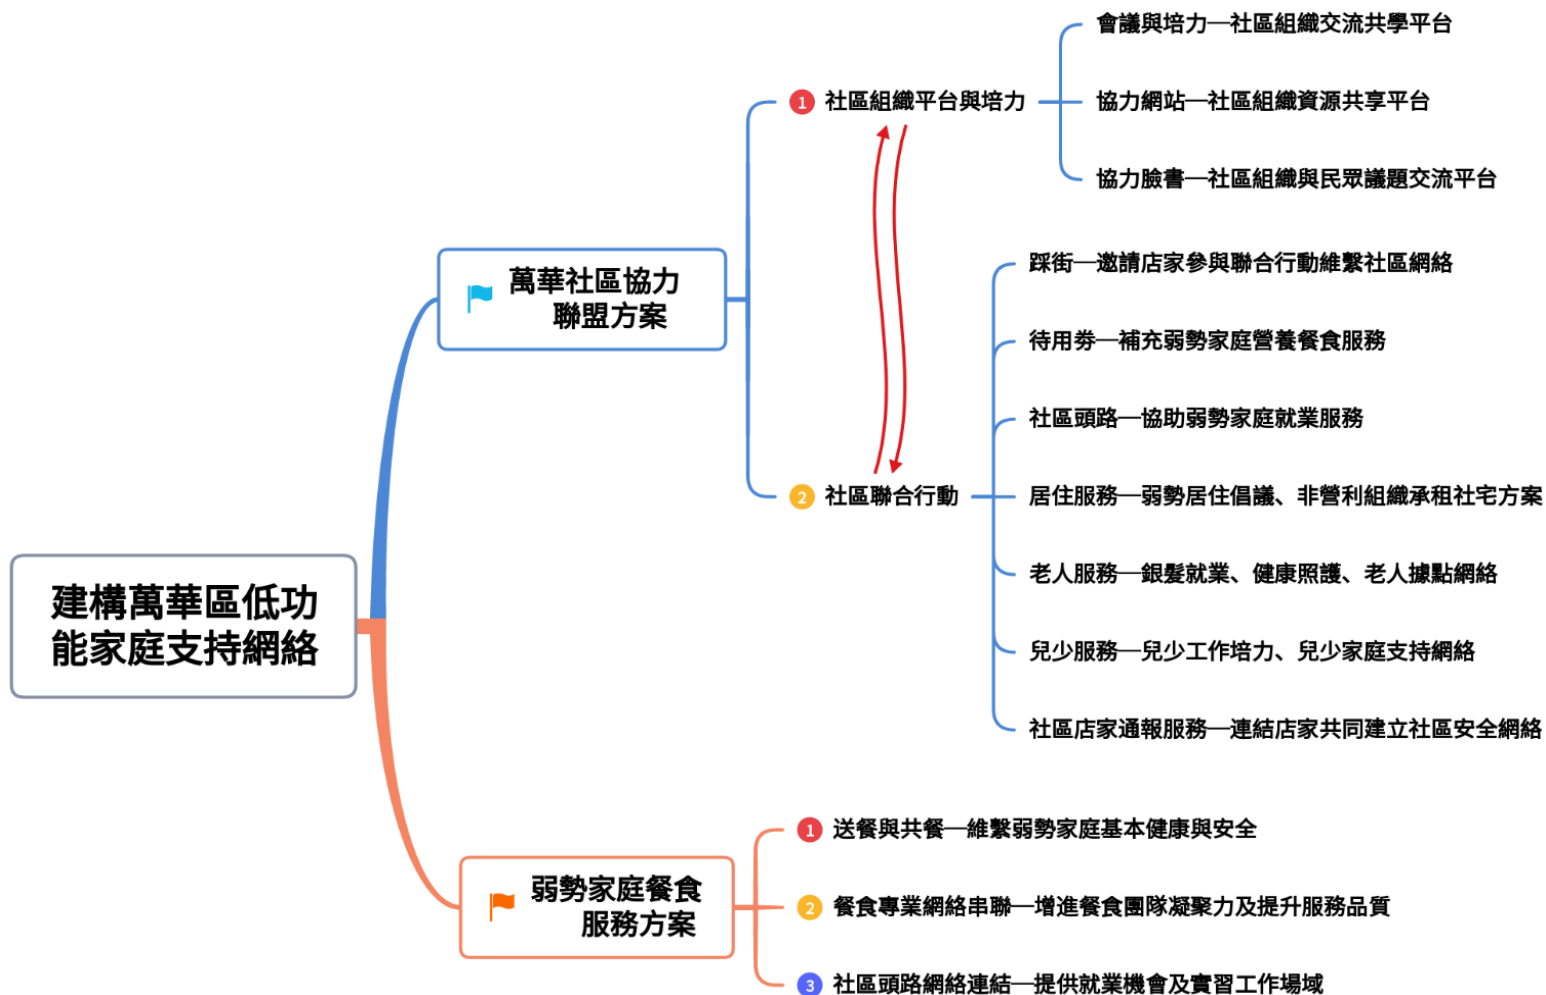 建構萬華區低功
能家庭支持網絡
萬華社區協力
聯盟方案
1 社區組織平台與培力
會議與培力—社區組織交流共學平台
協力網站—社區組織資源共享平台
協力臉書—社區組織與民眾議題交流平台
2 社區聯合行動
踩街—邀請店家參與聯合行動維繫社區網絡
待用券—補充弱勢家庭營養餐食服務
社區頭路—協助弱勢家庭就業服務
居住服務—弱勢居住倡議、非營利組織承租社宅方案
老人服務—銀髮就業、健康照護、老人據點網絡
兒少服務—兒少工作培力、兒少家庭支持網絡
社區店家通報服務—連結店家共同建立社區安全網絡
弱勢家庭餐食
服務方案
1 送餐與共餐—維繫弱勢家庭基本健康與安全
2 餐食專業網絡串聯—增進餐食團隊凝聚力及提升服務品質
3 社區頭路網絡連結—提供就業機會及實習工作場域